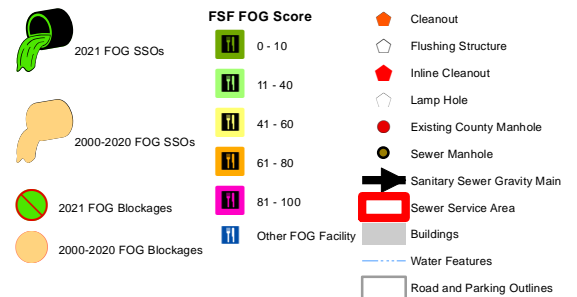 2021 FOG SSOs
2000-2020 FOG SSOs
2021 FOG Blockages
2000-2020 FOG Blockages
FSF FOG Score
0 - 10
11 - 40
41 - 60
61 - 80
81 - 100
Other FOG Facility
Cleanout
Flushing Structure
Inline Cleanout
Lamp Hole
Existing County Manhole
Sewer Manhole
Sanitary Sewer Gravity Main
Sewer Service Area
Buildings
Water Features
Road and Parking Outlines